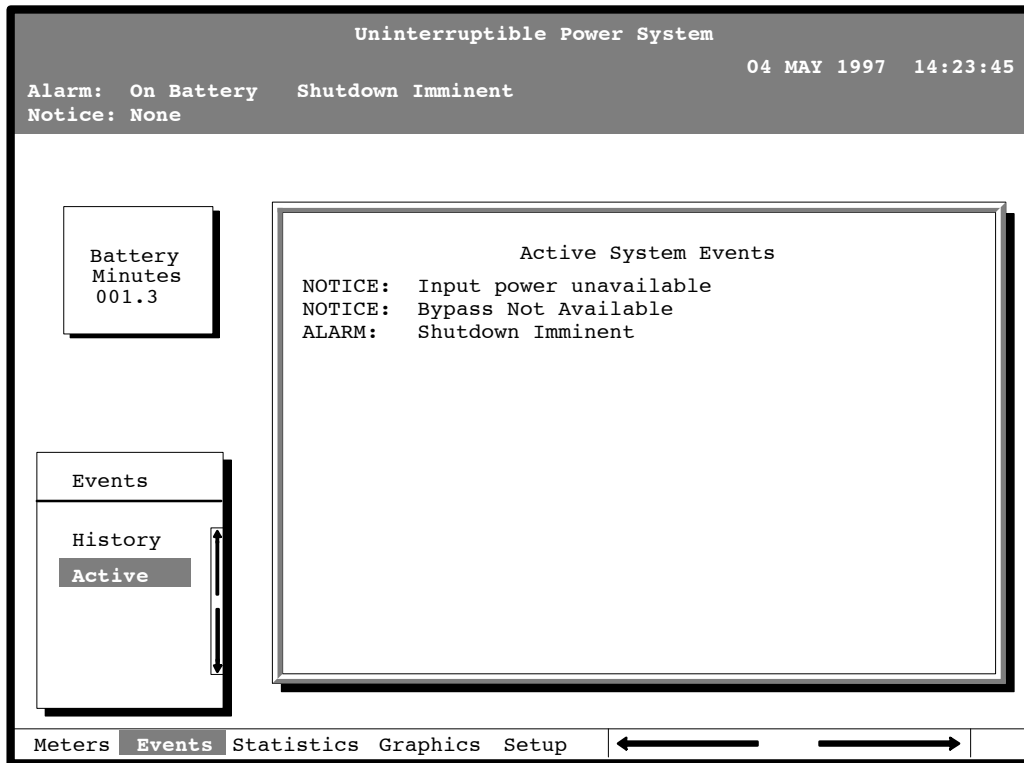 Uninterruptible Power System
04 MAY 1997 14:23:45
Alarm: On Battery Shutdown Imminent
Notice: None
Battery
Minutes
001.3
Active System Events
NOTICE: Input power unavailable
NOTICE: Bypass Not Available
ALARM: Shutdown Imminent
Events
History
Active
Meters Events Statistics Graphics Setup